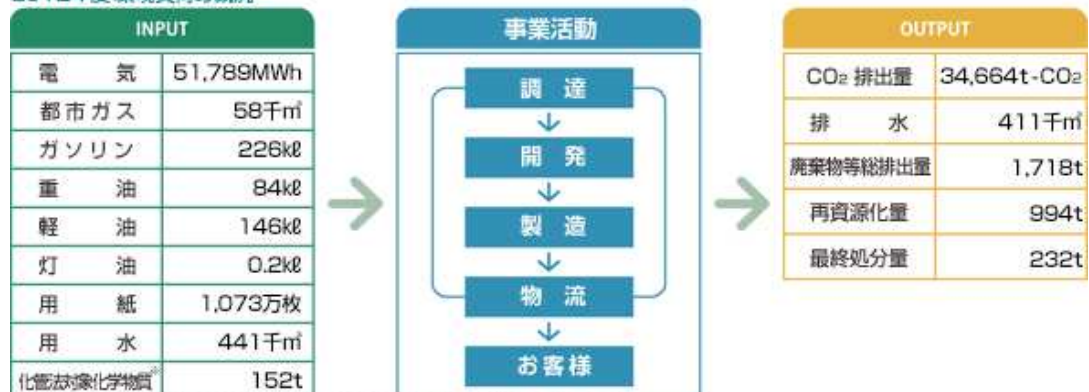 INPUT
電気 51,789MWh
都市ガス 58千㎥
ガソリン 226kℓ
重油 84kℓ
軽油 146kℓ
灯油 0.2kℓ
用紙 1,073万枚
用水 441千㎥
化管法対象化学物質※ 152t
事業活動
調達
開発
製造
物流
お客様
OUTPUT
CO₂排出量 34,664t-CO₂
排水 411千㎥
廃棄物等総排出量 1,718t
再資源化量 994t
最終処分量 232t